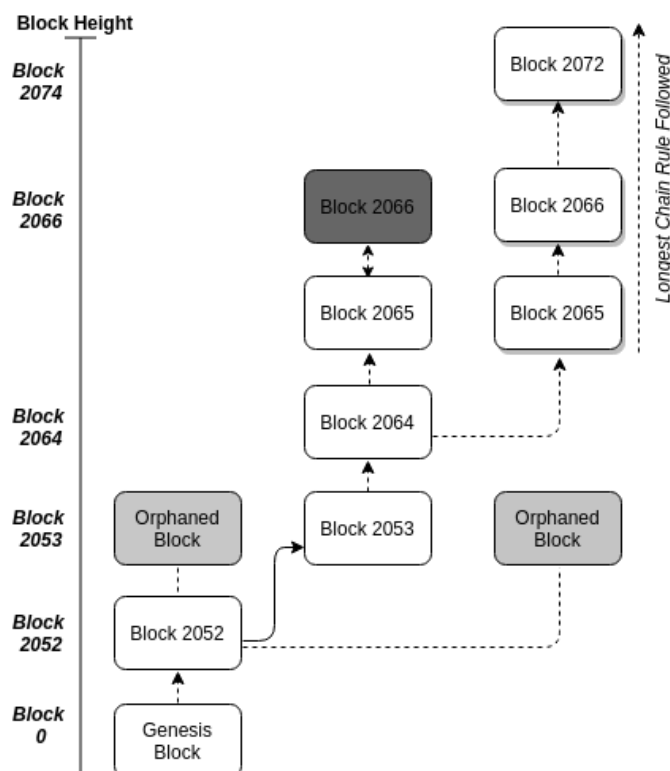 Block Height
Block
2074
Block 2072
Longest Chain Rule Followed
Block
2066
Block 2066
Block 2066
Block 2065
Block 2065
Block
2064
Block 2064
Block
2053
Orphaned
Block
Block 2053
Orphaned
Block
Block
2052
Block 2052
Block
0
Genesis
Block